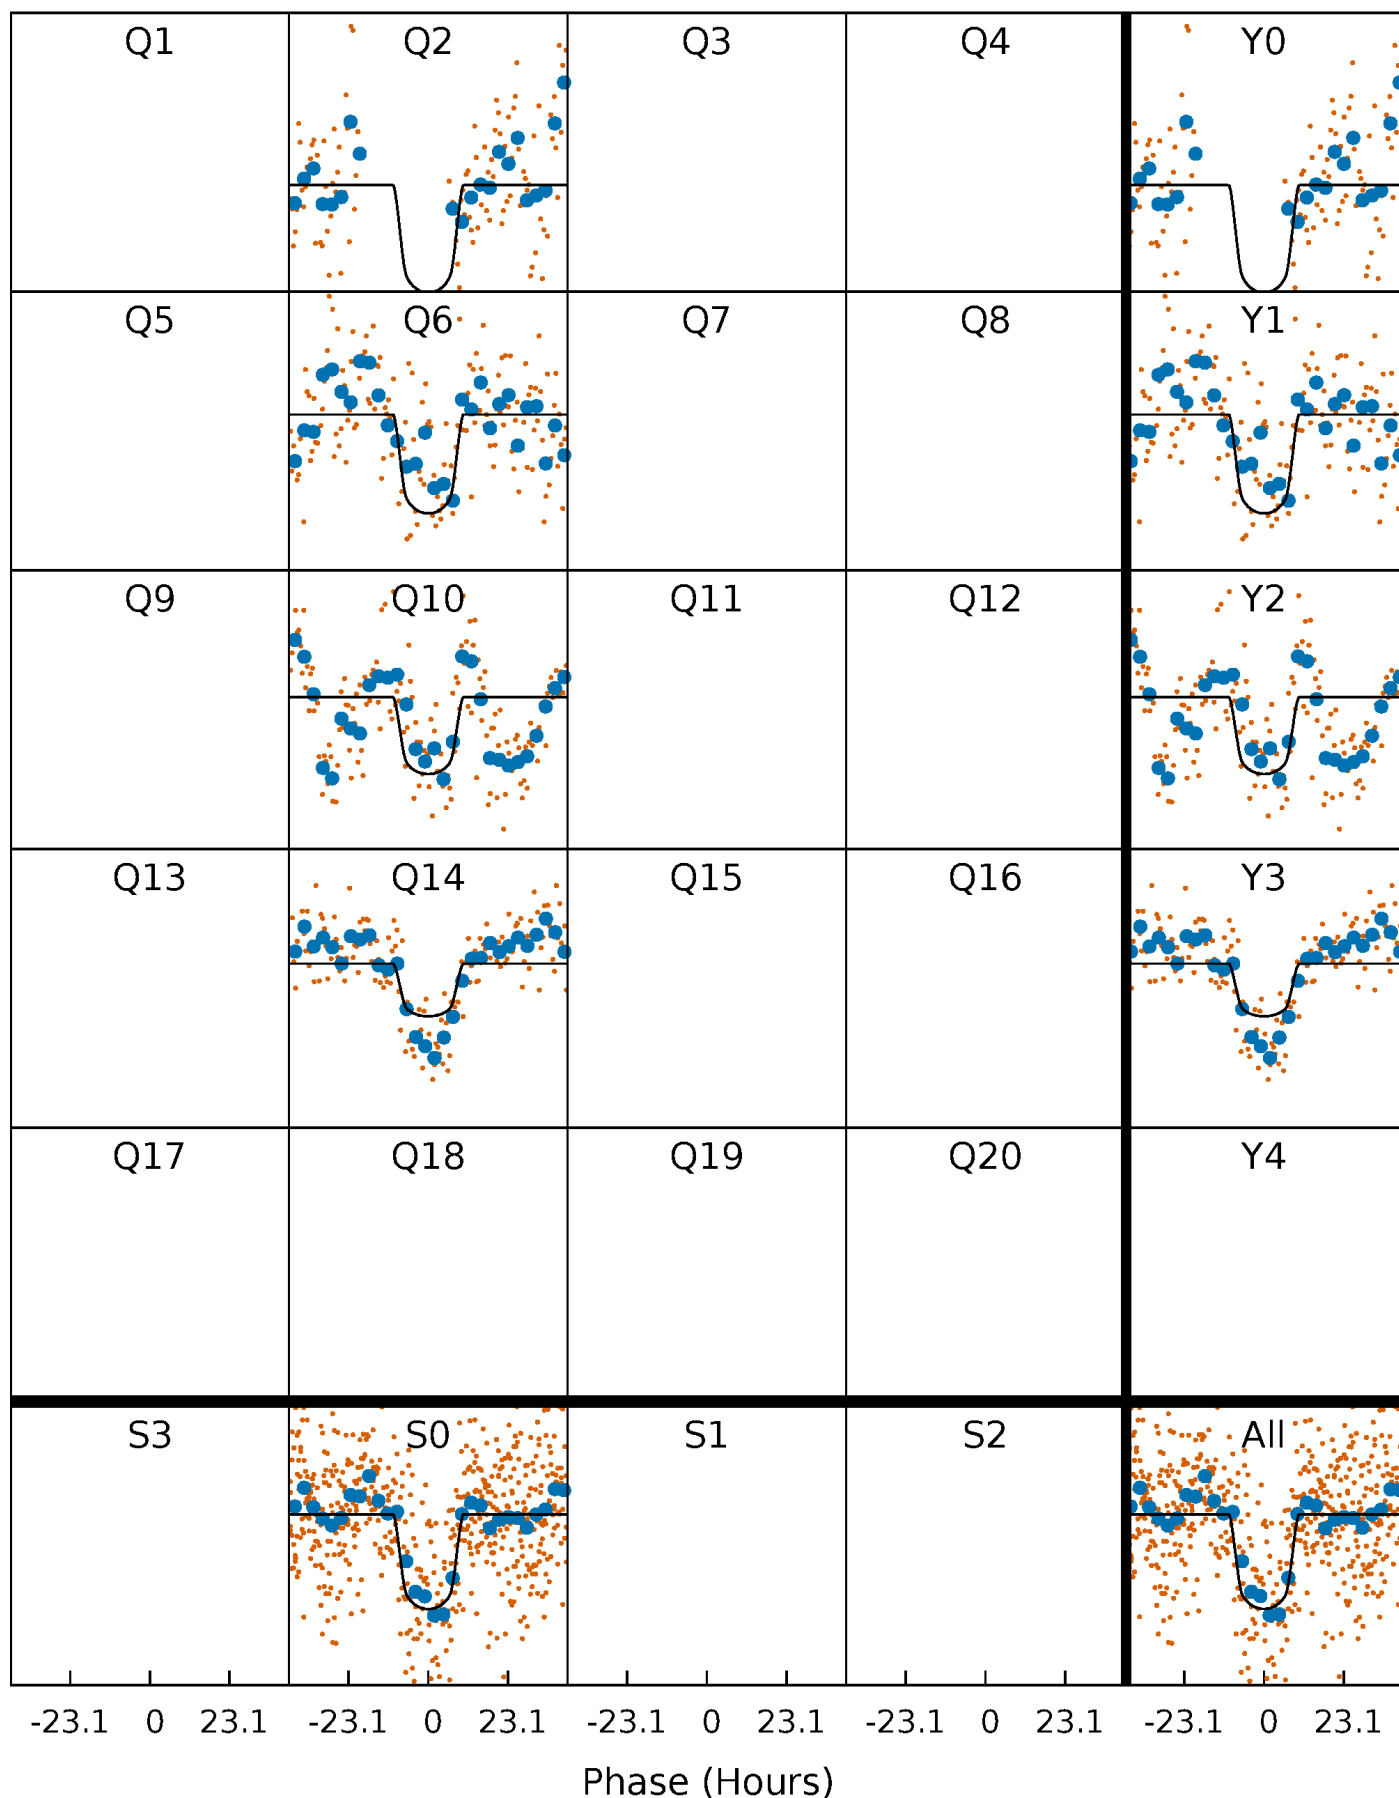 Q1 Q2 Q3 Q4 Y0
Q5 Q6 Q7 Q8 Y1
Q9 Q10 Q11 Q12 Y2
Q13 Q14 Q15 Q16 Y3
Q17 Q18 Q19 Q20 Y4
S3 S0 S1 S2 All
-23.1 0 23.1 -23.1 0 23.1 -23.1 0 23.1 -23.1 0 23.1 -23.1 0 23.1
Phase (Hours)